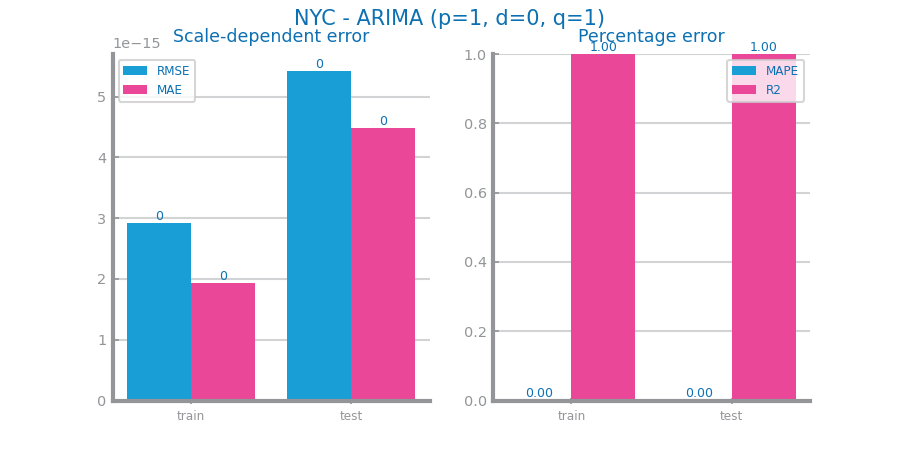 NYC - ARIMA (p=1, d=0, q=1)
Scale-dependent error
1e−15
RMSE
MAE
0
1
2
3
4
5
0
0
0
0
train
test
Percentage error
MAPE
R2
0.0
0.2
0.4
0.6
0.8
1.0
0.00
1.00
0.00
1.00
train
test